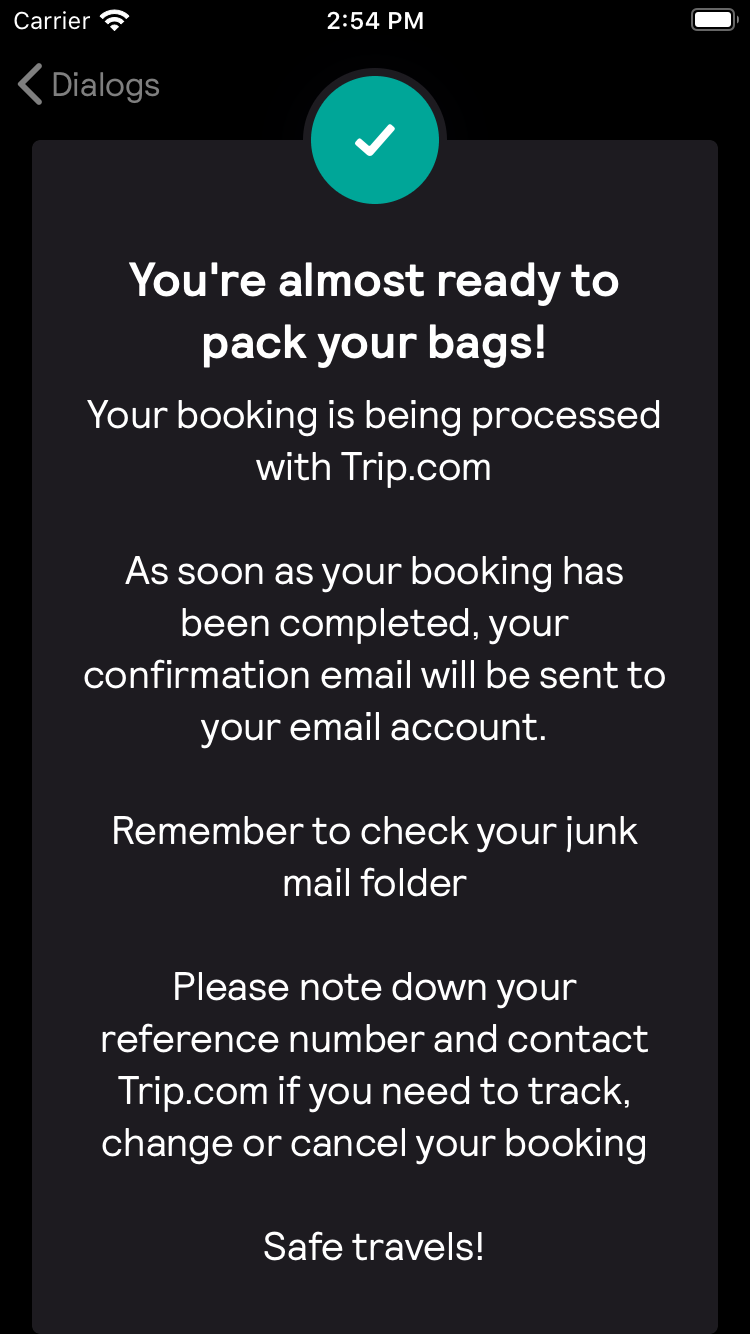 Carrier 2:54 PM
Dialogs
You're almost ready to
pack your bags!
Your booking is being processed
with Trip.com
As soon as your booking has
been completed, your
confirmation email will be sent to
your email account.
Remember to check your junk
mail folder
Please note down your
reference number and contact
Trip.com if you need to track,
change or cancel your booking
Safe travels!